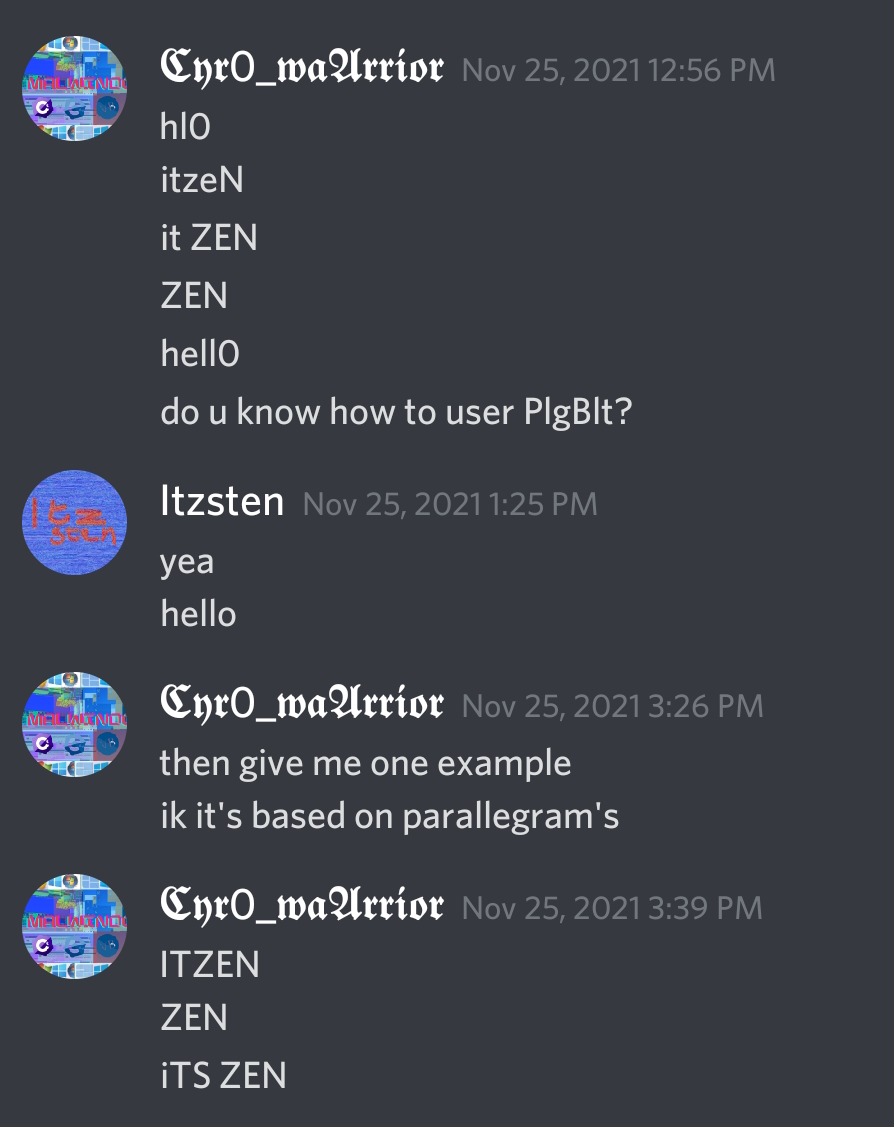 ℭ𝔶𝔯0_𝔴𝔞𝔄𝔯𝔯𝔦𝔬𝔯 Nov 25, 2021 12:56 PM
hl0
itzeN
it ZEN
ZEN
hell0
do u know how to user PlgBlt?
Itz
sten
Itzsten Nov 25, 2021 1:25 PM
yea
hello
ℭ𝔶𝔯0_𝔴𝔞𝔄𝔯𝔯𝔦𝔬𝔯 Nov 25, 2021 3:26 PM
then give me one example
ik it's based on parallegram's
ℭ𝔶𝔯0_𝔴𝔞𝔄𝔯𝔯𝔦𝔬𝔯 Nov 25, 2021 3:39 PM
ITZEN
ZEN
iTS ZEN